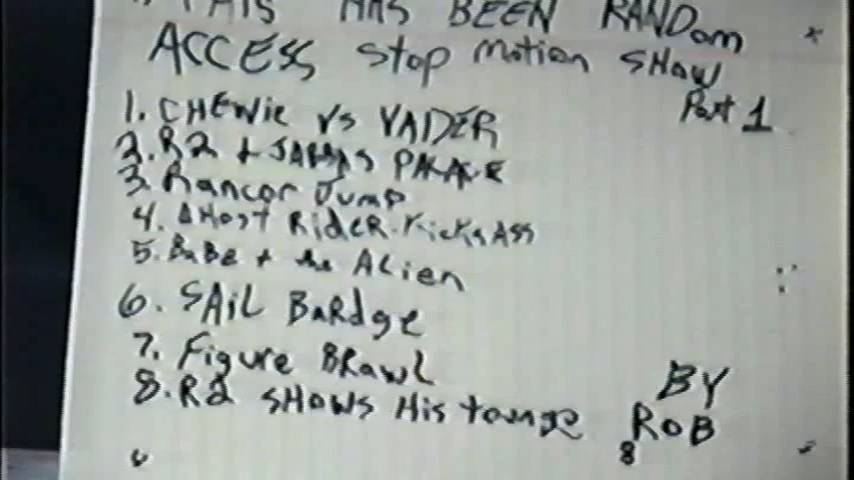 THIS HAS BEEN RANDom
ACCESS Stop motion SHow
Part 1
1. CHEWie vs VADER
2. R2 + JABBAS PALACE
3. Rancor Jump
4. GHost RideR Kicks ASS
5. BaBe + the ALien
6. SAiL BaRdge
7. Figure BRawL
8. R2 SHowS His tounge
BY
ROB
8